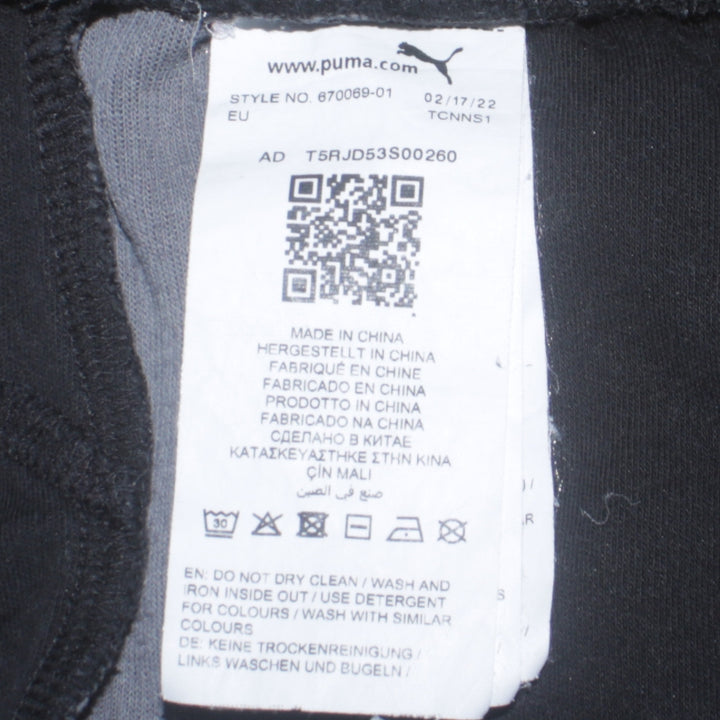 www.puma.com
STYLE NO. 670069-01 02/17/22
EU TCNNS1
AD T5RJD53S00260
MADE IN CHINA
HERGESTELLT IN CHINA
FABRIQUÉ EN CHINE
FABRICADO EN CHINA
PRODOTTO IN CHINA
FABRICADO NA CHINA
СДЕЛАНО В КИТАЕ
ΚΑΤΑΣΚΕΥΑΣΤΗΚΕ ΣΤΗΝ ΚΙΝΑ
ÇİN MALI
صنع في الصين
30
EN: DO NOT DRY CLEAN / WASH AND
IRON INSIDE OUT / USE DETERGENT
FOR COLOURS / WASH WITH SIMILAR
COLOURS
DE: KEINE TROCKENREINIGUNG /
LINKS WASCHEN UND BÜGELN /